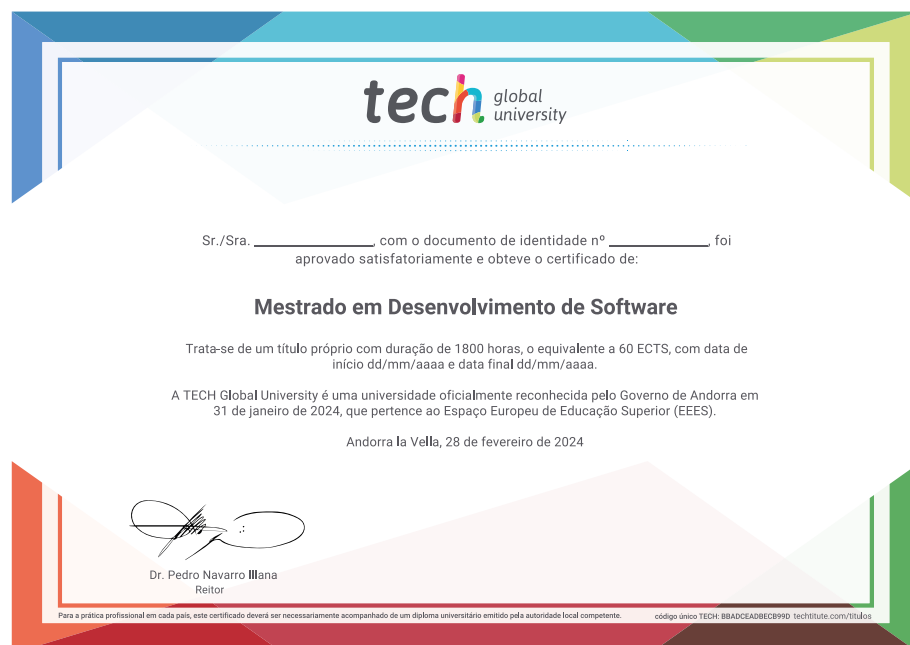 tech global university
Sr./Sra. ________________, com o documento de identidade nº _____________, foi
aprovado satisfatoriamente e obteve o certificado de:
Mestrado em Desenvolvimento de Software
Trata-se de um título próprio com duração de 1800 horas, o equivalente a 60 ECTS, com data de
início dd/mm/aaaa e data final dd/mm/aaaa.
A TECH Global University é uma universidade oficialmente reconhecida pelo Governo de Andorra em
31 de janeiro de 2024, que pertence ao Espaço Europeu de Educação Superior (EEES).
Andorra la Vella, 28 de fevereiro de 2024
Dr. Pedro Navarro Illana
Reitor
Para a prática profissional em cada país, este certificado deverá ser necessariamente acompanhado de um diploma universitário emitido pela autoridade local competente.
código único TECH: BBADCEADBECB99D techtitute.com/titulos